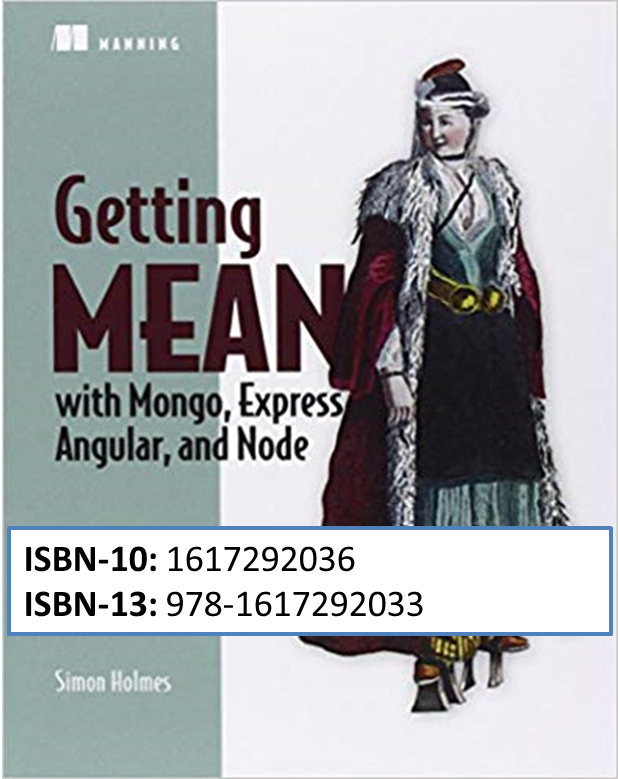 MANNING
Getting
MEAN
with Mongo, Express,
Angular, and Node
ISBN-10: 1617292036
ISBN-13: 978-1617292033
Simon Holmes